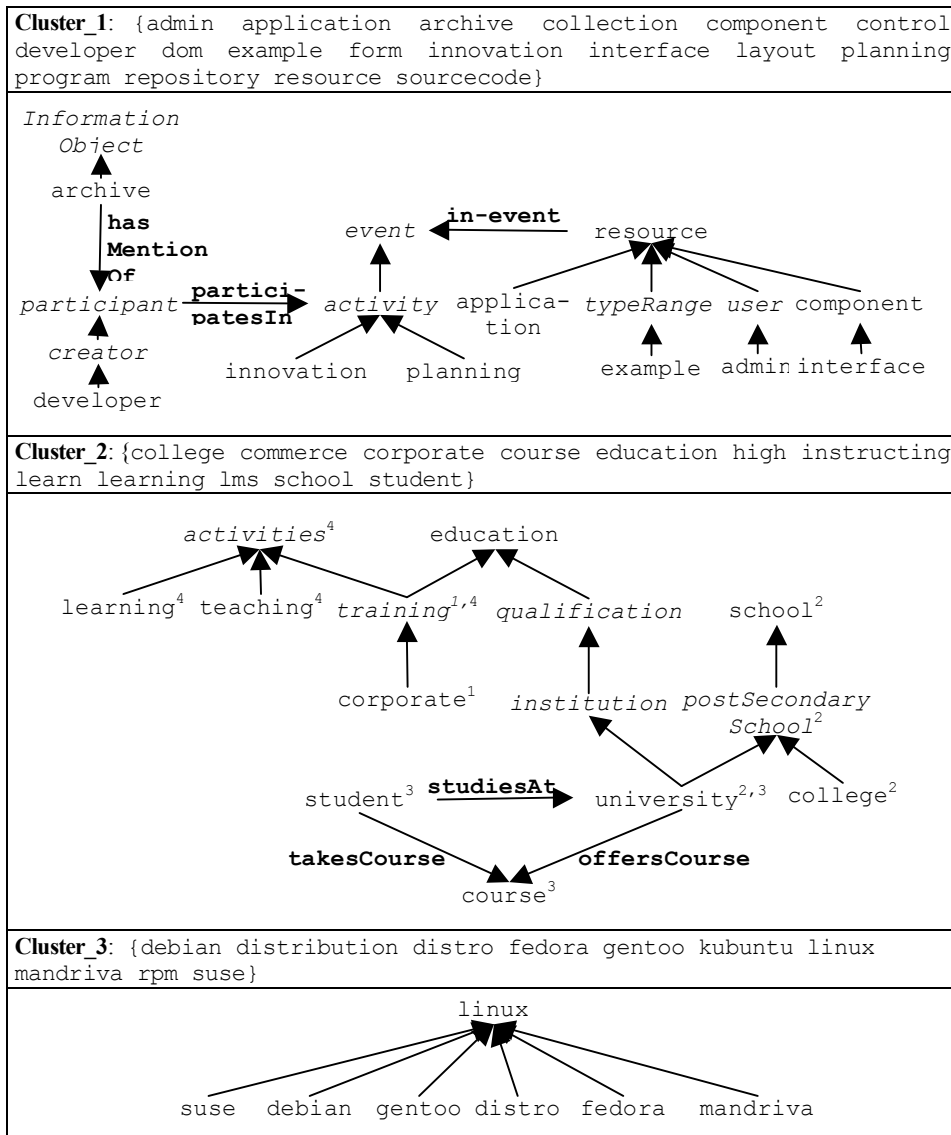 Cluster_1: {admin application archive collection component control
developer dom example form innovation interface layout planning
program repository resource sourcecode}
Information
Object
archive
has
Mention
Of
event
in-event
resource
participant
partici-
patesIn
activity
applica-
tion
typeRange
user
component
creator
innovation
planning
example
admin
interface
developer
Cluster_2: {college commerce corporate course education high instructing
learn learning lms school student}
activities4
education
learning4
teaching4
training1,4
qualification
school2
corporate1
institution
postSecondary
School2
student3
studiesAt
university2,3
college2
takesCourse
offersCourse
course3
Cluster_3: {debian distribution distro fedora gentoo kubuntu linux
mandriva rpm suse}
linux
suse
debian
gentoo
distro
fedora
mandriva